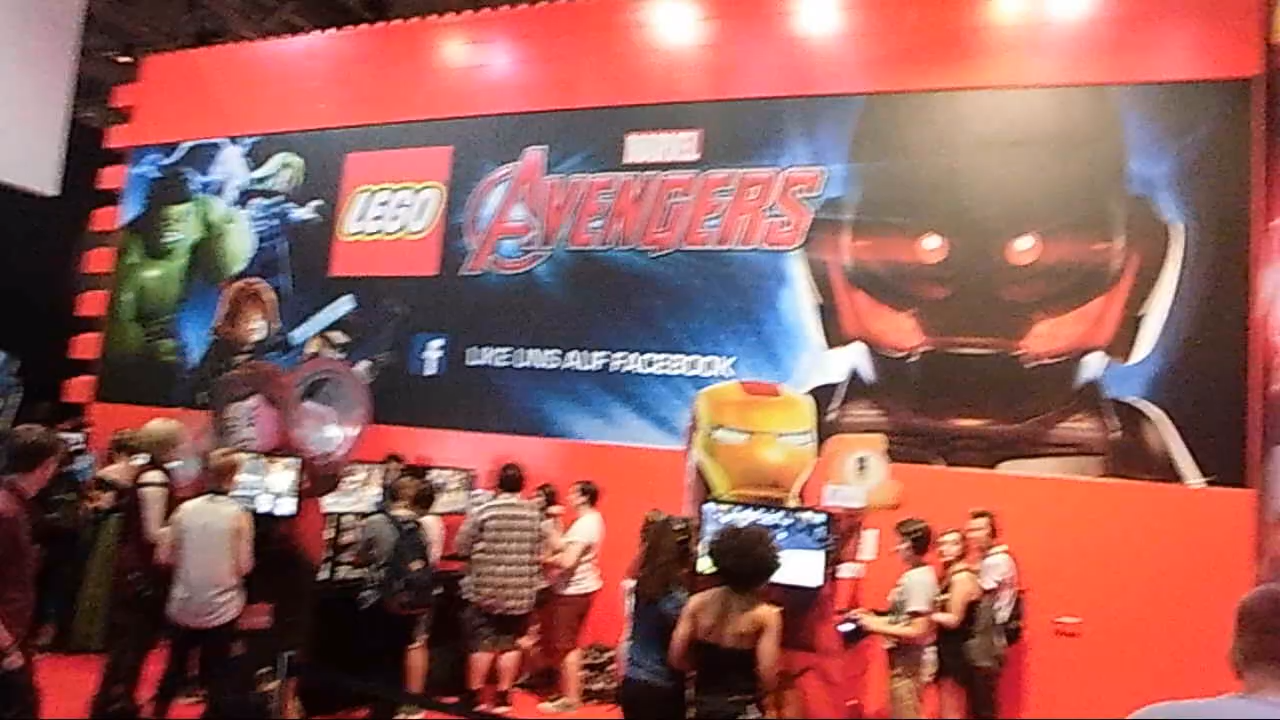 MARVEL
LEGO
AVENGERS
f LIKE UNS AUF FACEBOOK